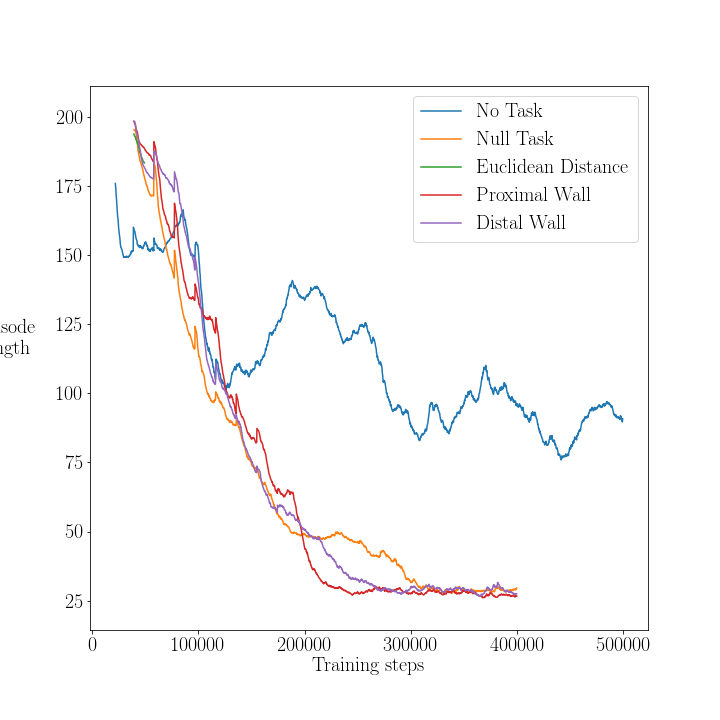 No Task
Null Task
Euclidean Distance
Proximal Wall
Distal Wall
200
175
150
125
100
75
50
25
0 100000 200000 300000 400000 500000
Training steps